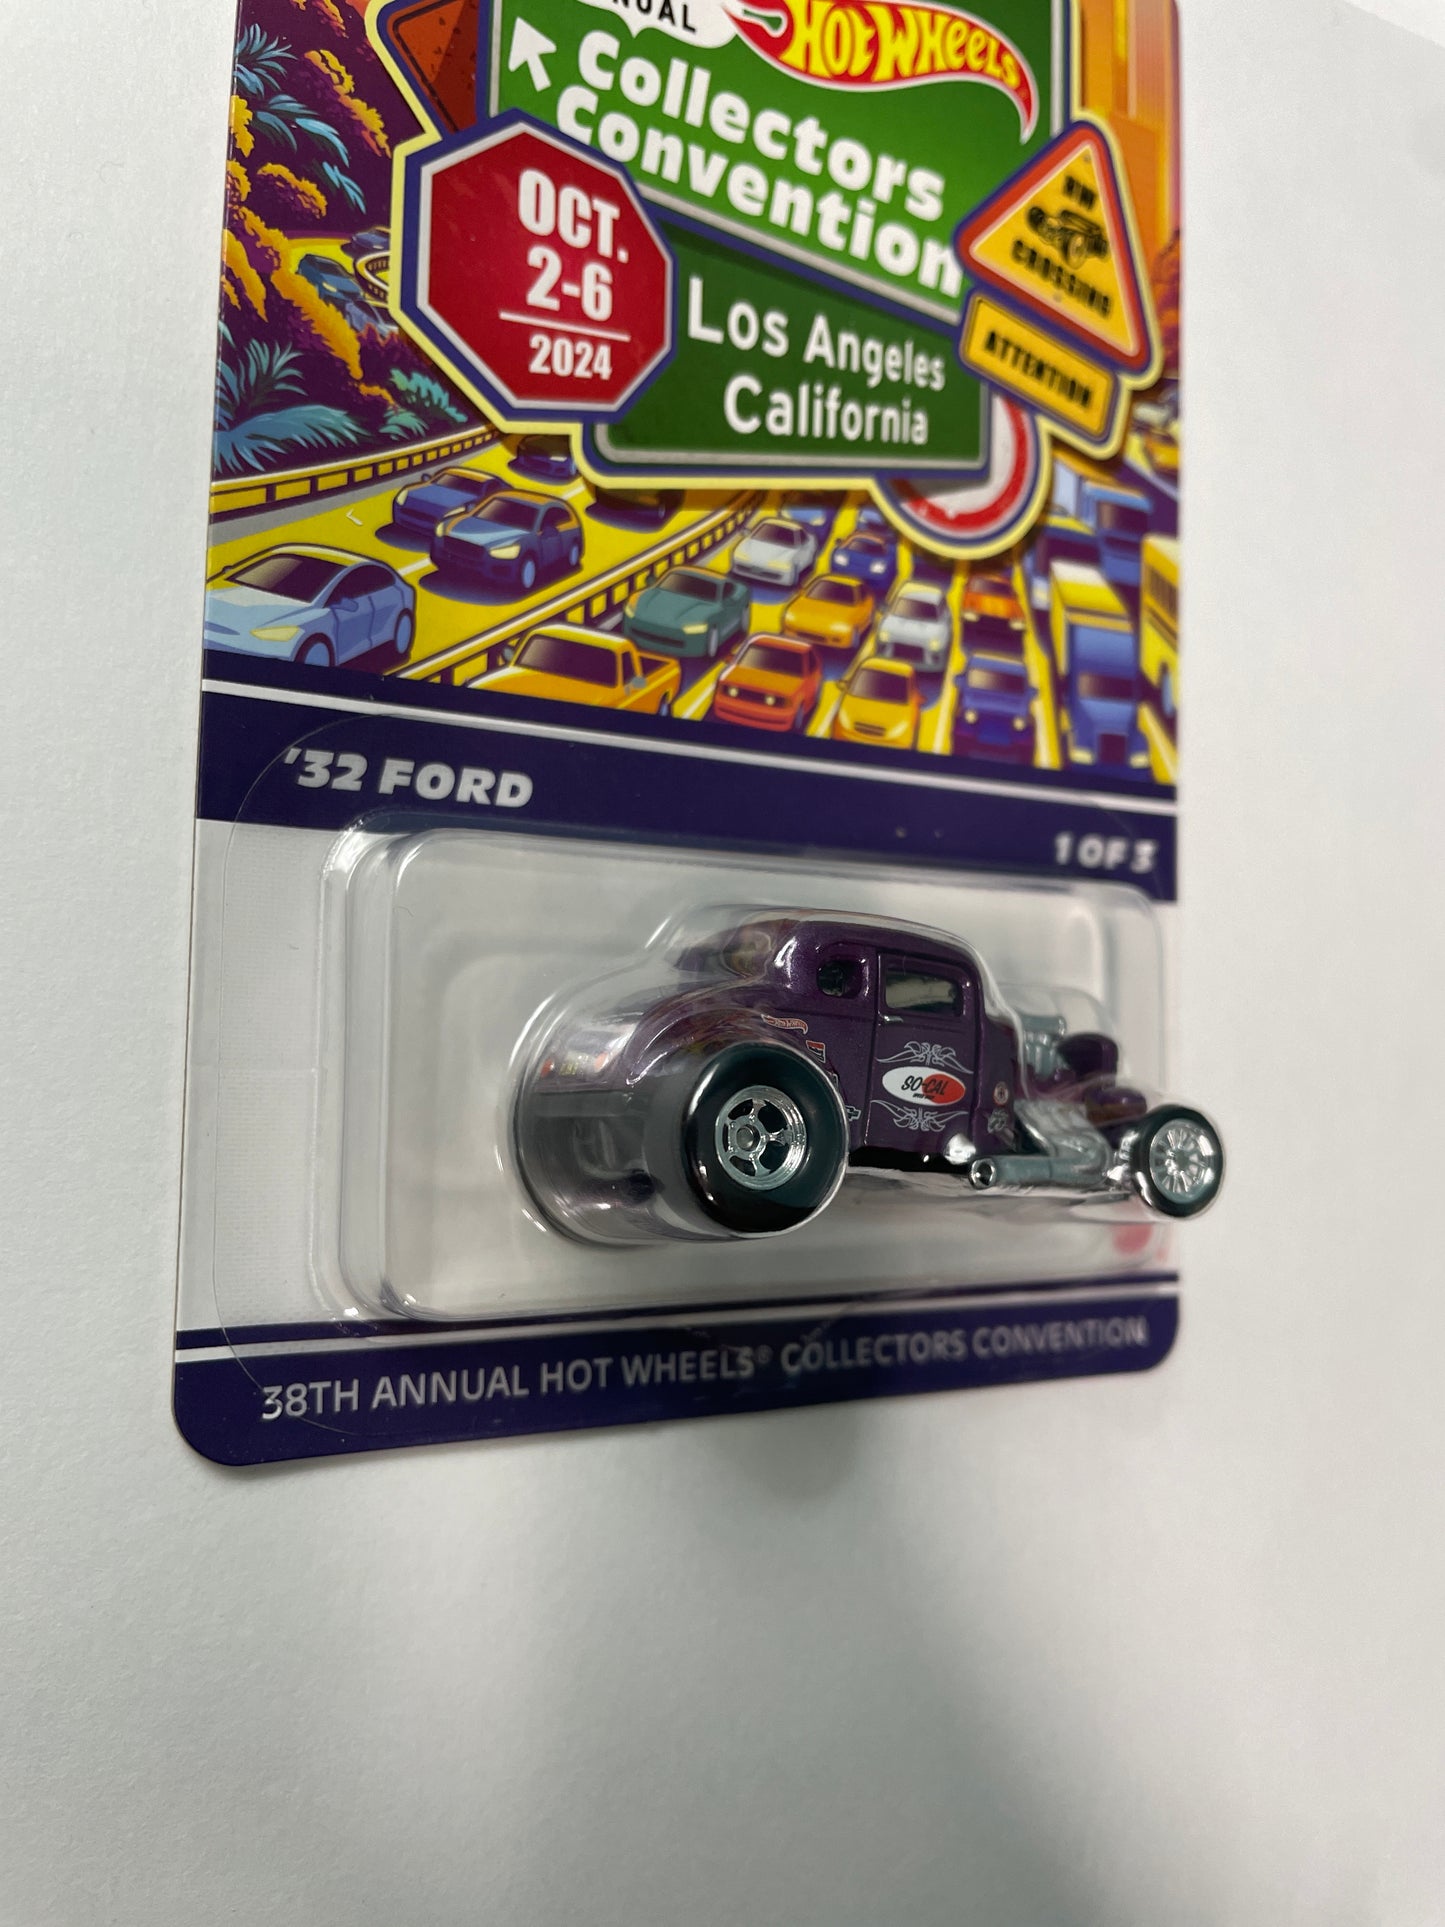 Hot Wheels
Collectors
Convention
OCT.
2-6
2024
Los Angeles
California
HW
CROSSING
ATTENTION
'32 FORD
1 OF 3
SO-CAL
38TH ANNUAL HOT WHEELS® COLLECTORS CONVENTION